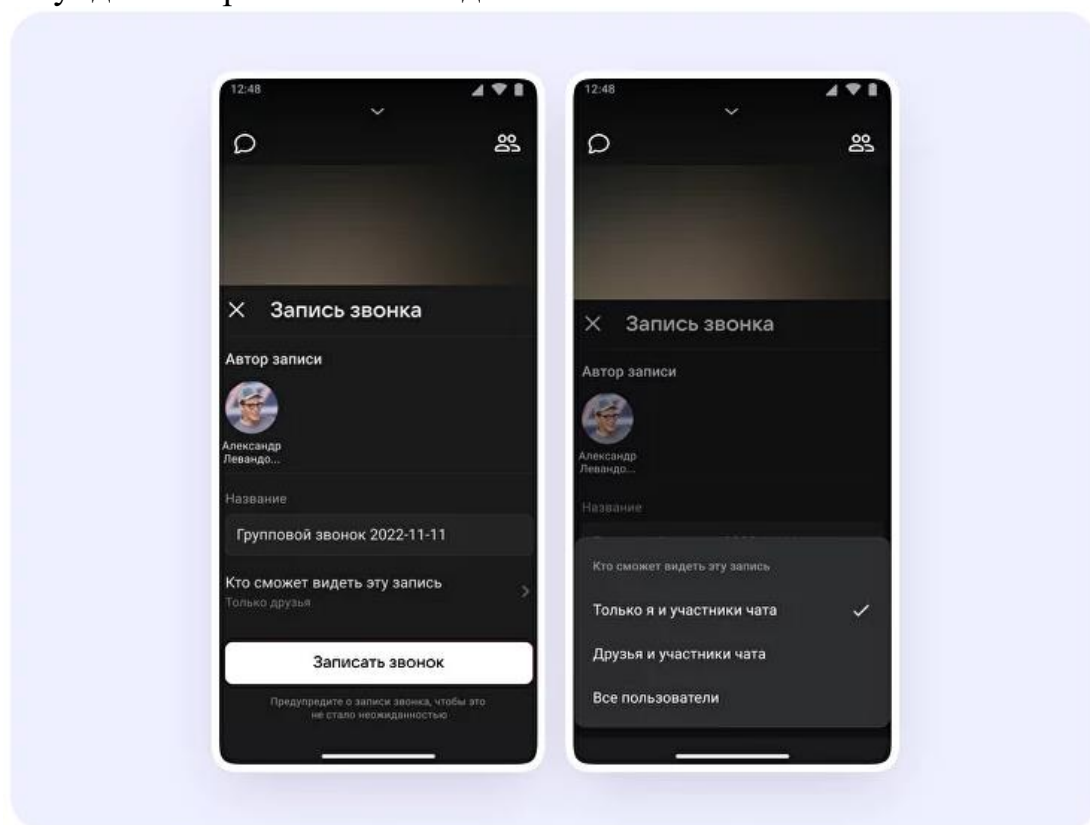 12:48
Запись звонка
Автор записи
Александр
Левандо...
Название
Групповой звонок 2022-11-11
Кто сможет видеть эту запись
Только друзья
Записать звонок
Предупредите о записи звонка, чтобы это
не стало неожиданностью
12:48
Запись звонка
Автор записи
Александр
Левандо...
Название
Кто сможет видеть эту запись
Только я и участники чата
Друзья и участники чата
Все пользователи